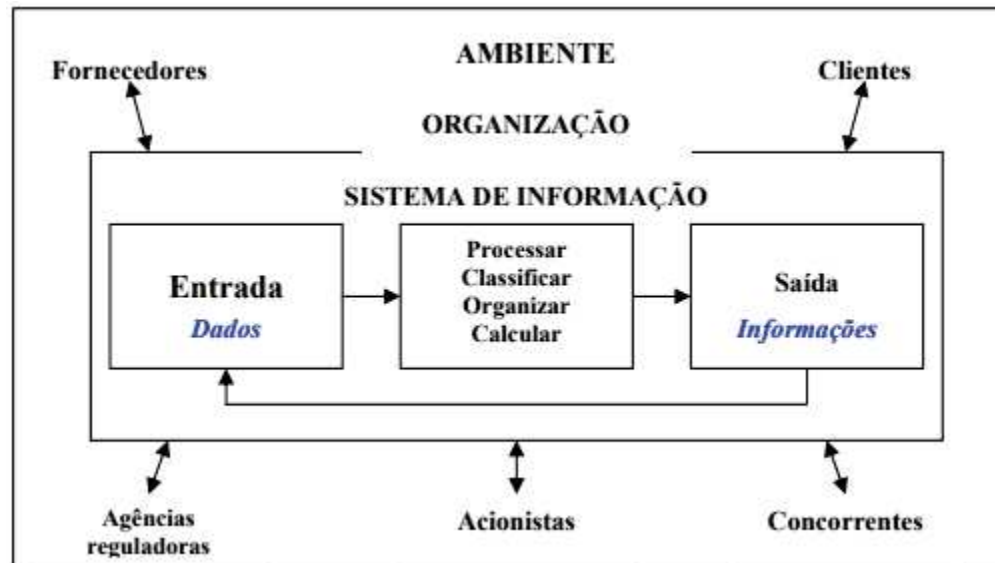 AMBIENTE
Fornecedores
Clientes
ORGANIZAÇÃO
SISTEMA DE INFORMAÇÃO
Entrada
Dados
Processar
Classificar
Organizar
Calcular
Saída
Informações
Agências
reguladoras
Acionistas
Concorrentes